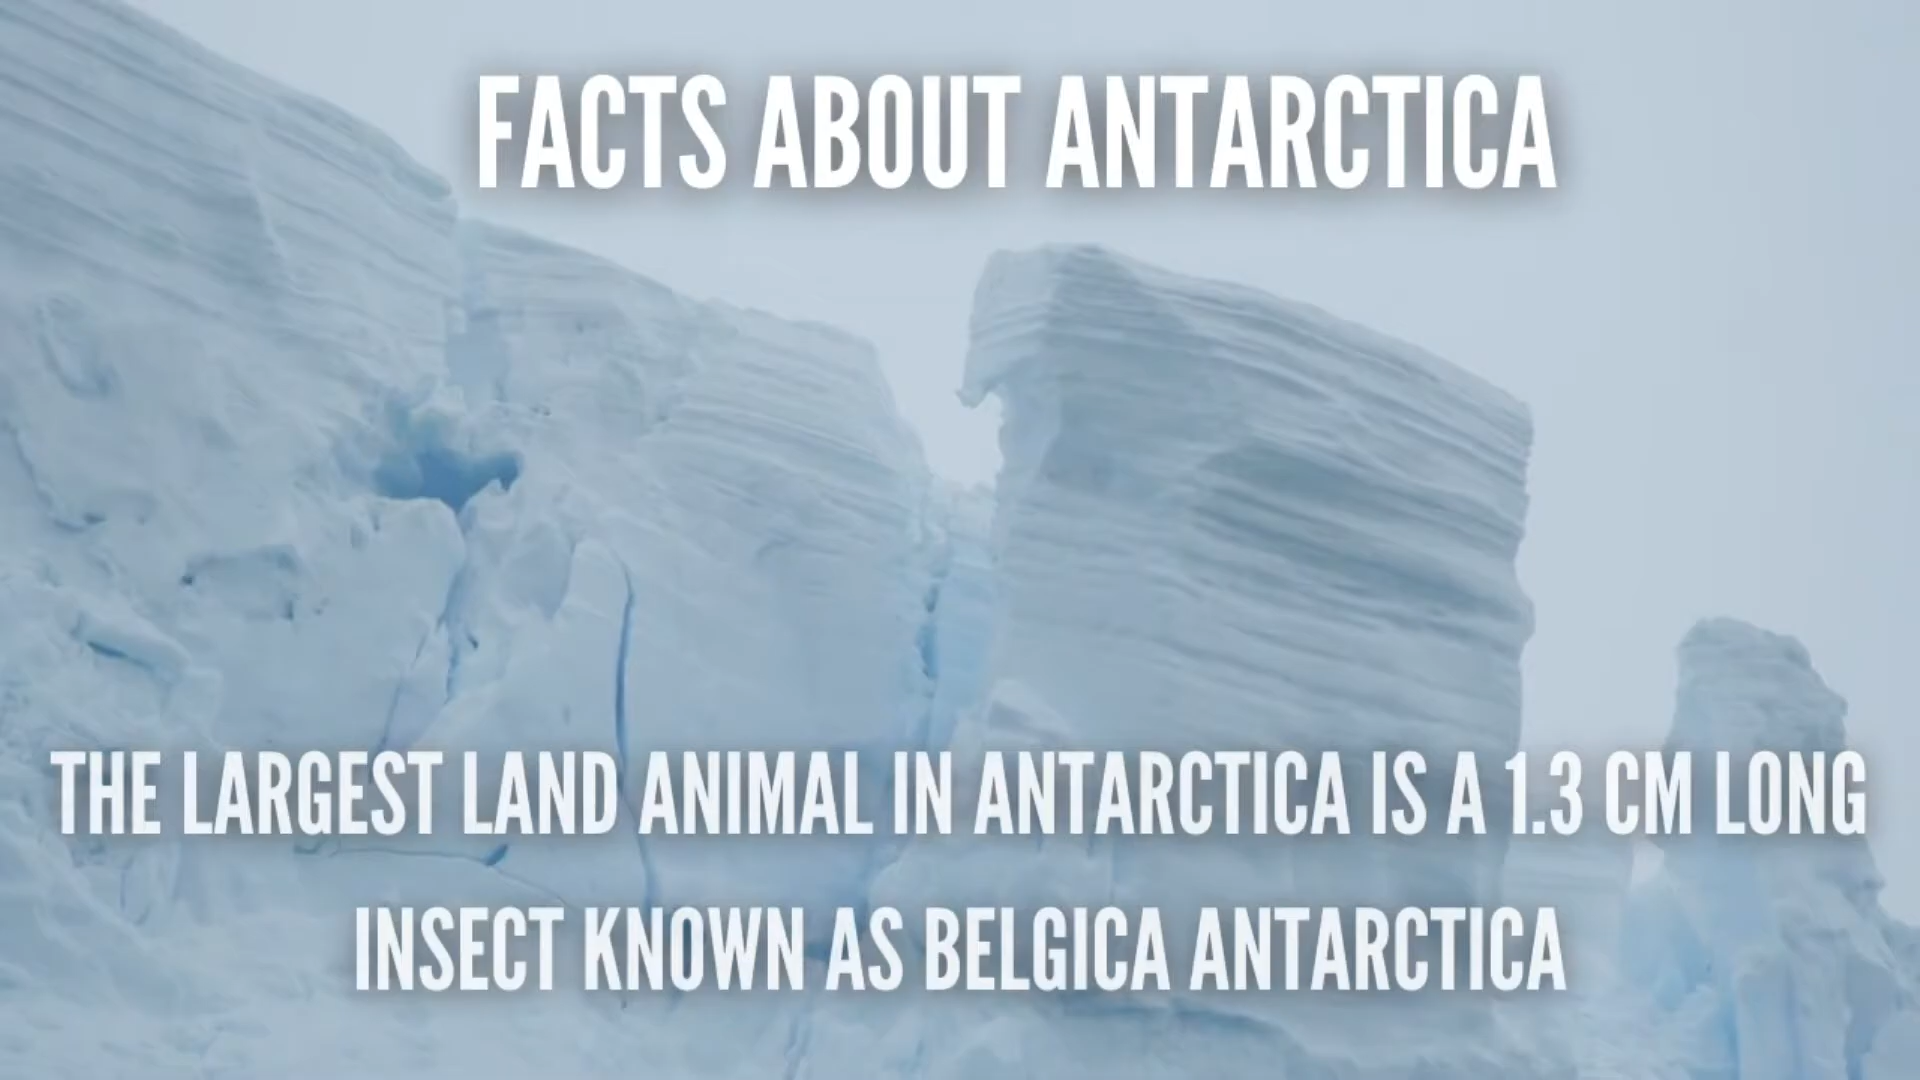 FACTS ABOUT ANTARCTICA
THE LARGEST LAND ANIMAL IN ANTARCTICA IS A 1.3 CM LONG
INSECT KNOWN AS BELGICA ANTARCTICA